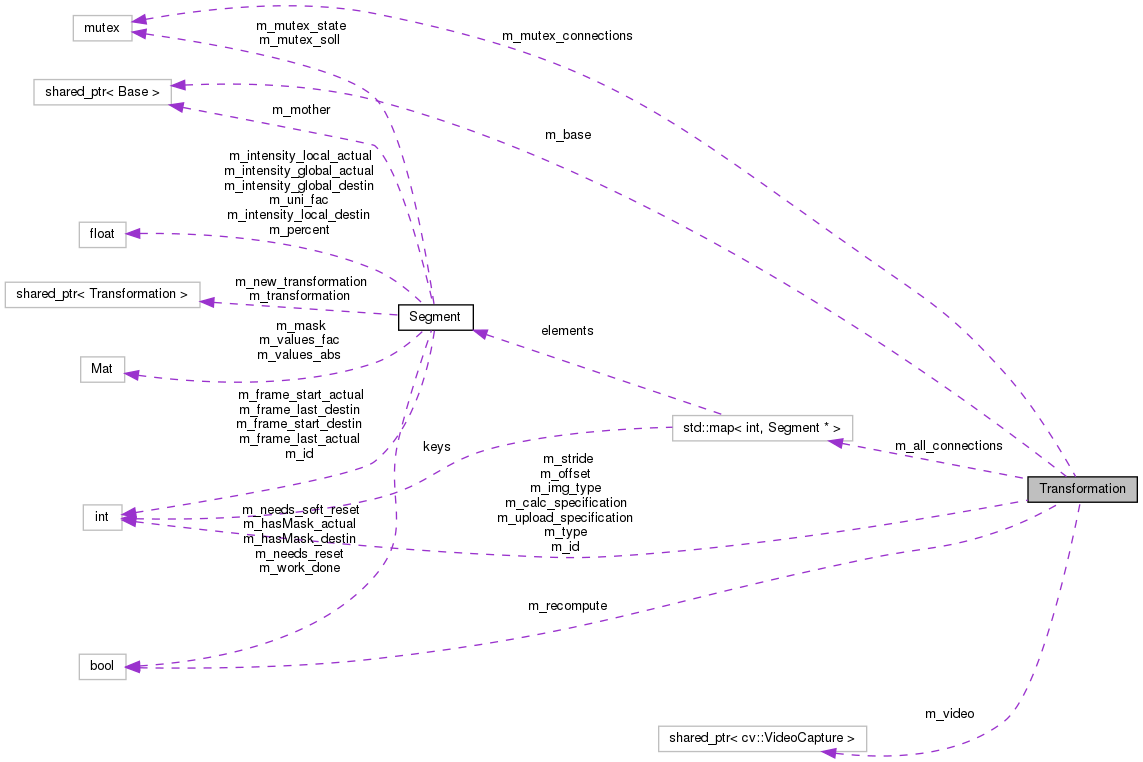 mutex
m_mutex_state
m_mutex_soll
m_mutex_connections
shared_ptr< Base >
m_mother
m_base
m_intensity_local_actual
m_intensity_global_actual
m_intensity_global_destin
m_uni_fac
m_intensity_local_destin
m_percent
float
shared_ptr< Transformation >
m_new_transformation
m_transformation
Segment
m_mask
m_values_fac
m_values_abs
Mat
elements
m_frame_start_actual
m_frame_last_destin
m_frame_start_destin
m_frame_last_actual
m_id
keys
std::map< int, Segment * >
m_all_connections
Transformation
m_stride
m_offset
m_img_type
m_calc_specification
m_upload_specification
m_type
m_id
int
m_needs_soft_reset
m_hasMask_actual
m_hasMask_destin
m_needs_reset
m_work_done
m_recompute
bool
m_video
shared_ptr< cv::VideoCapture >